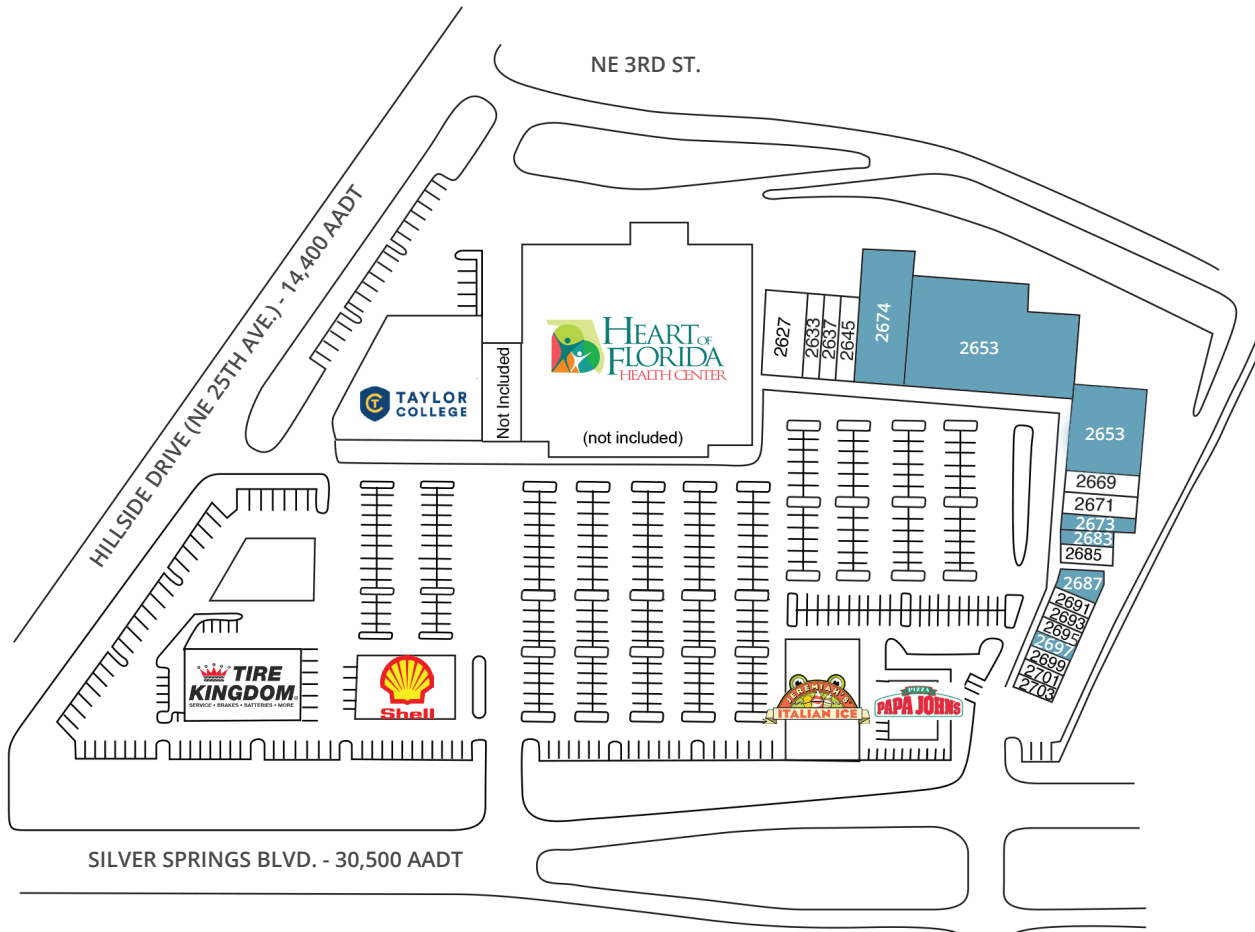 NE 3RD ST.
HILLSIDE DRIVE (NE 25TH AVE.) - 14,400 AADT
2627
2633
2637
2645
2674
2653
HEART OF
FLORIDA
HEALTH CENTER
(not included)
Not Included
TAYLOR
COLLEGE
2653
2669
2671
2673
2683
2685
2687
2691
2693
2695
2697
2699
2701
2703
TIRE
KINGDOM
SERVICE • BRAKES • BATTERIES • MORE
Shell
JEREMIAH'S
ITALIAN ICE
PIZZA
PAPA JOHNS
SILVER SPRINGS BLVD. - 30,500 AADT